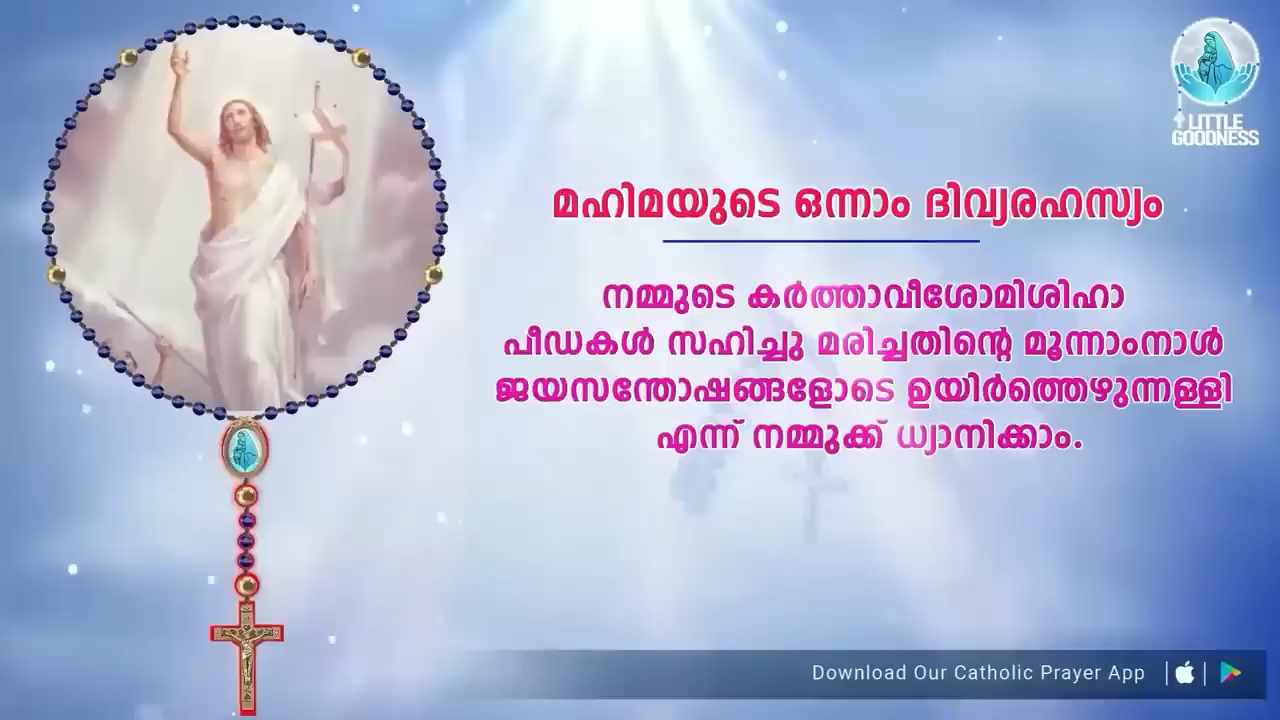 LITTLE
GOODNESS
മഹിമയുടെ ഒന്നാം ദിവ്യരഹസ്യം
നമ്മുടെ കർത്താവീശോമിശിഹാ
പീഡകൾ സഹിച്ചു മരിച്ചതിന്റെ മൂന്നാംനാൾ
ജയസന്തോഷങ്ങളോടെ ഉയിർത്തെഴുന്നള്ളി
എന്ന് നമ്മുക്ക് ധ്യാനിക്കാം.
Download Our Catholic Prayer App